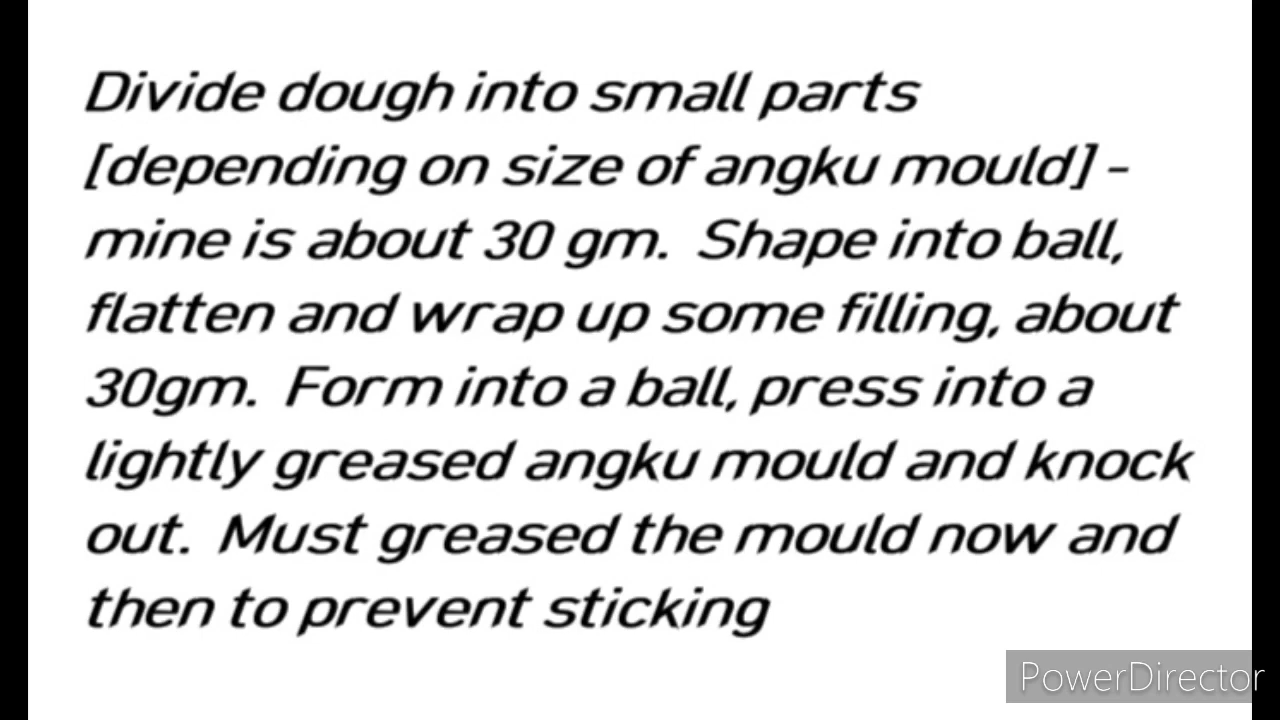 Divide dough into small parts
[depending on size of angku mould] -
mine is about 30 gm.  Shape into ball,
flatten and wrap up some filling, about
30gm.  Form into a ball, press into a
lightly greased angku mould and knock
out.  Must greased the mould now and
then to prevent sticking
PowerDirector